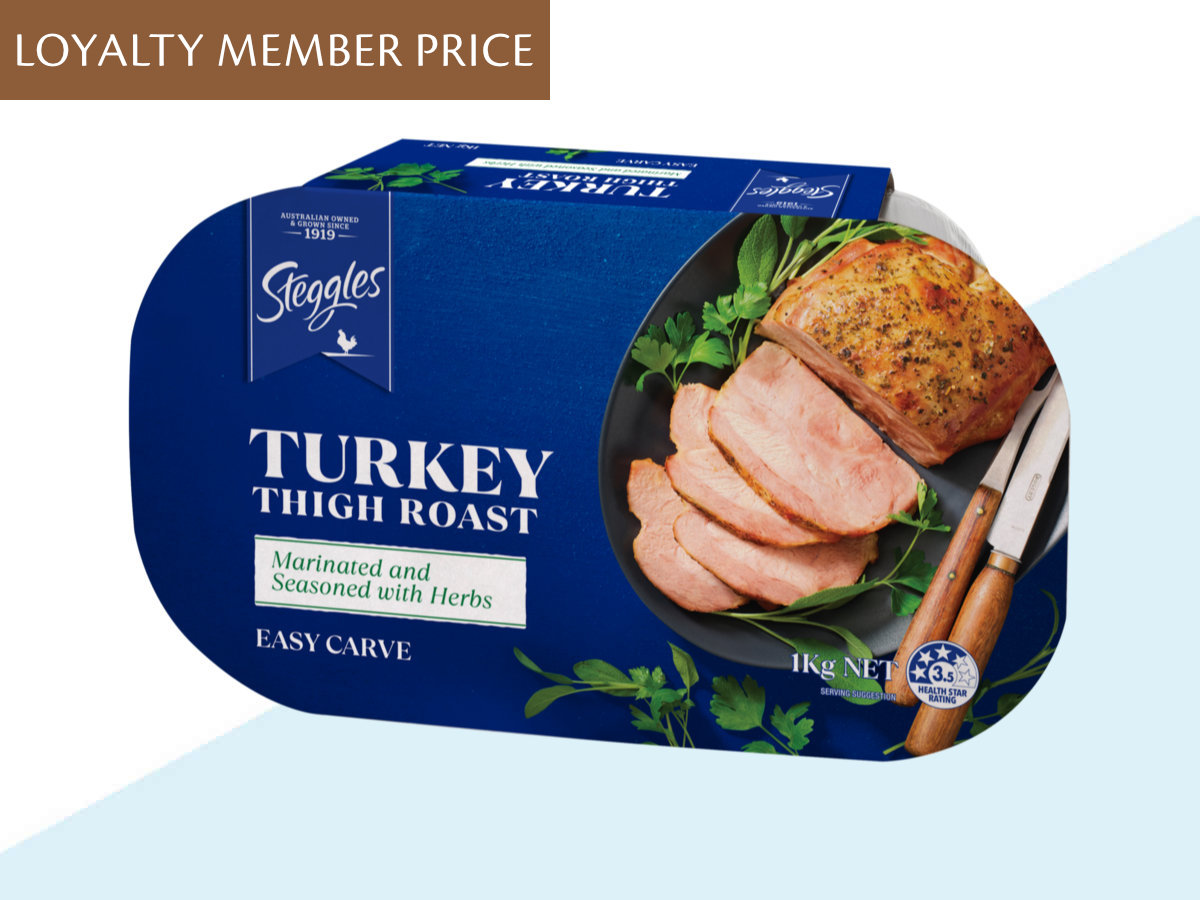 LOYALTY MEMBER PRICE
1Kg NET
EASY CARVE
Marinated and Seasoned with Herbs
THIGH ROAST
TURKEY
Steggles
AUSTRALIAN OWNED
& GROWN SINCE
1919
Steggles
TURKEY
THIGH ROAST
Marinated and
Seasoned with Herbs
EASY CARVE
1Kg NET
SERVING SUGGESTION
3.5
HEALTH STAR
RATING